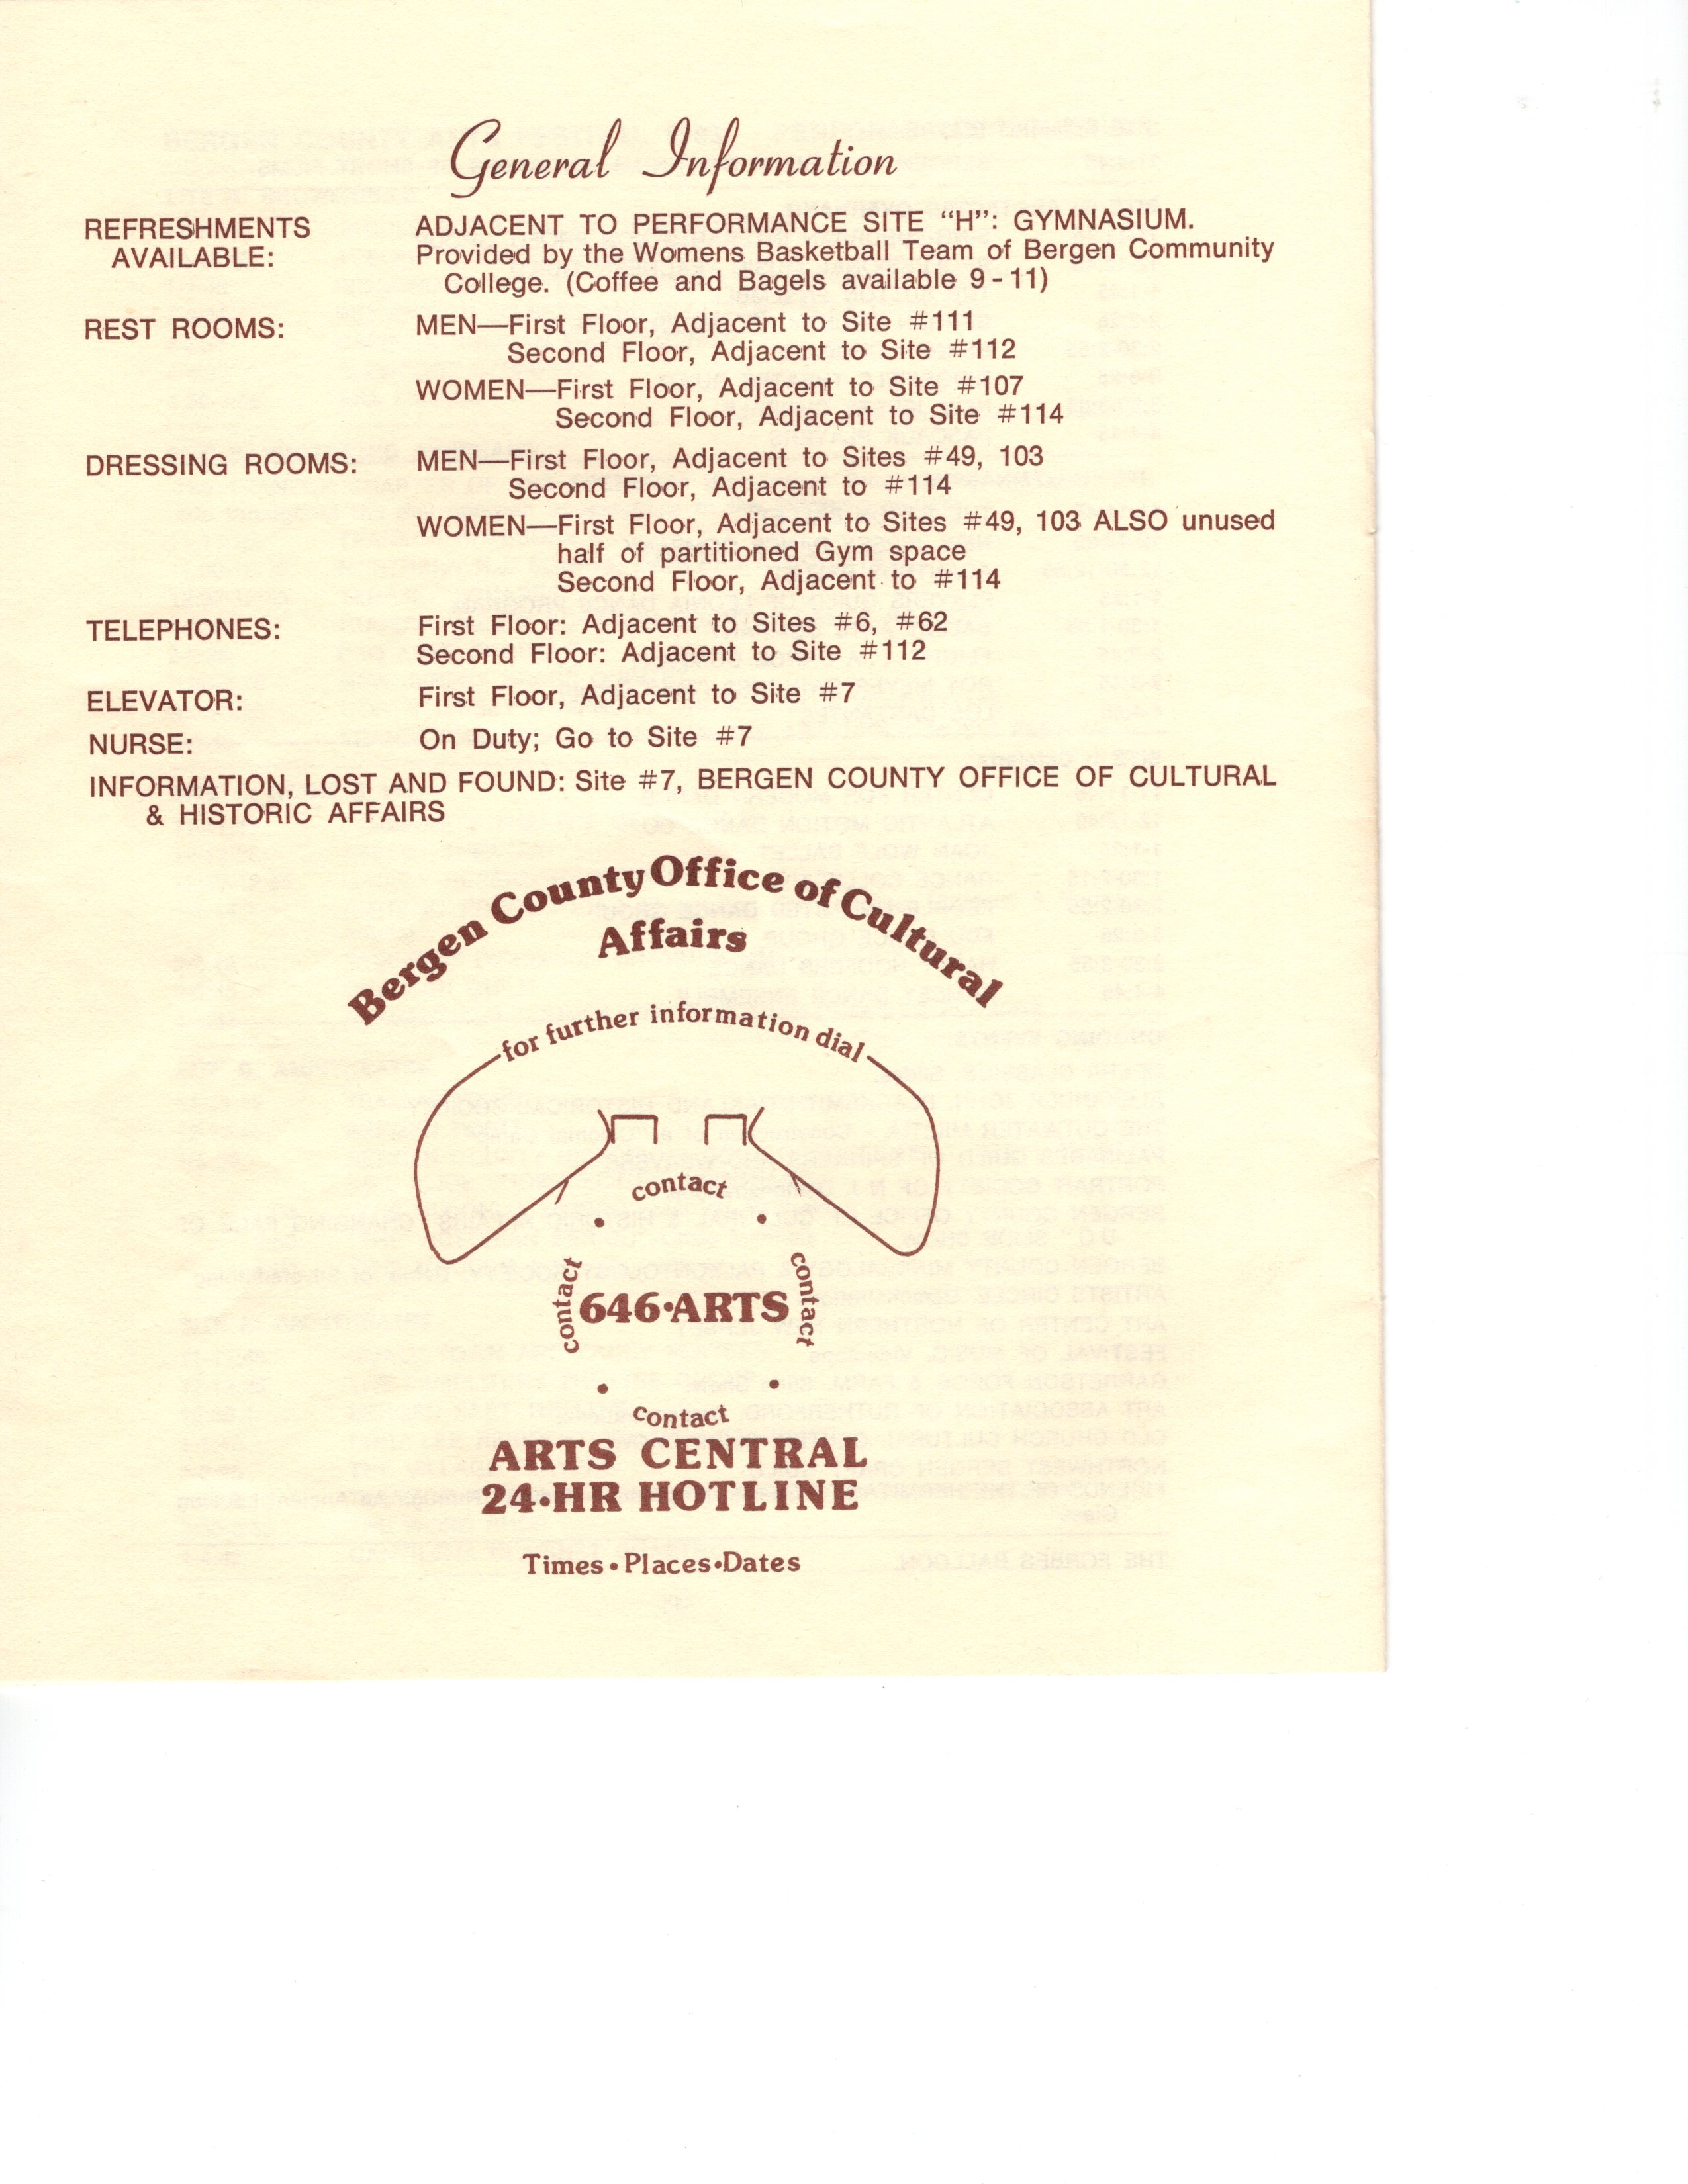 General Information
REFRESHMENTS AVAILABLE:
ADJACENT TO PERFORMANCE SITE “H”: GYMNASIUM.
Provided by the Womens Basketball Team of Bergen Community
College. (Coffee and Bagels available 9-11)
REST ROOMS:
MEN—First Floor, Adjacent to Site #111
Second Floor, Adjacent to Site #112
WOMEN—First Floor, Adjacent to Site #107
Second Floor, Adjacent to Site #114
DRESSING ROOMS:
MEN—First Floor, Adjacent to Sites #49, 103
Second Floor, Adjacent to #114
WOMEN—First Floor, Adjacent to Sites #49, 103 ALSO unused
half of partitioned Gym space
Second Floor, Adjacent to #114
TELEPHONES:
First Floor: Adjacent to Sites #6, #62
Second Floor: Adjacent to Site #112
ELEVATOR:
First Floor, Adjacent to Site #7
NURSE:
On Duty; Go to Site #7
INFORMATION, LOST AND FOUND: Site #7, BERGEN COUNTY OFFICE OF CULTURAL
& HISTORIC AFFAIRS
Bergen County Office of Cultural
Affairs
for further information dial
contact
contact
646•ARTS
contact
contact
ARTS CENTRAL
24•HR HOTLINE
Times • Places • Dates